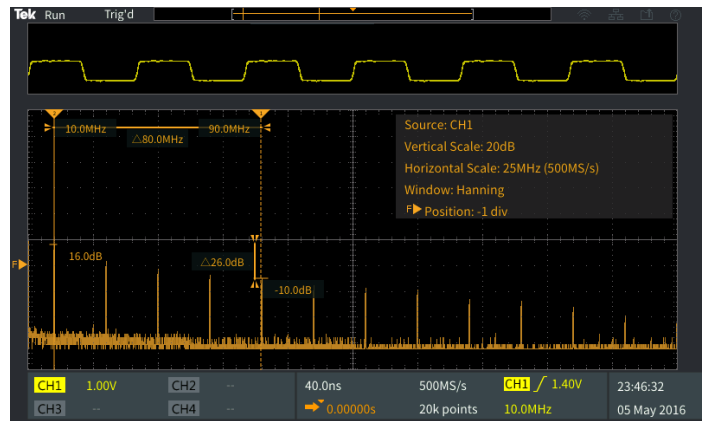 Tek Run Trig'd
2 1
10.0MHz 90.0MHz
△80.0MHz
Source: CH1
Vertical Scale: 20dB
Horizontal Scale: 25MHz (500MS/s)
Window: Hanning
F Position: -1 div
16.0dB
△26.0dB
F
-10.0dB
CH1 1.00V CH2 -- 40.0ns 500MS/s CH1 1.40V 23:46:32
CH3 -- CH4 -- 0.00000s 20k points 10.0MHz 05 May 2016